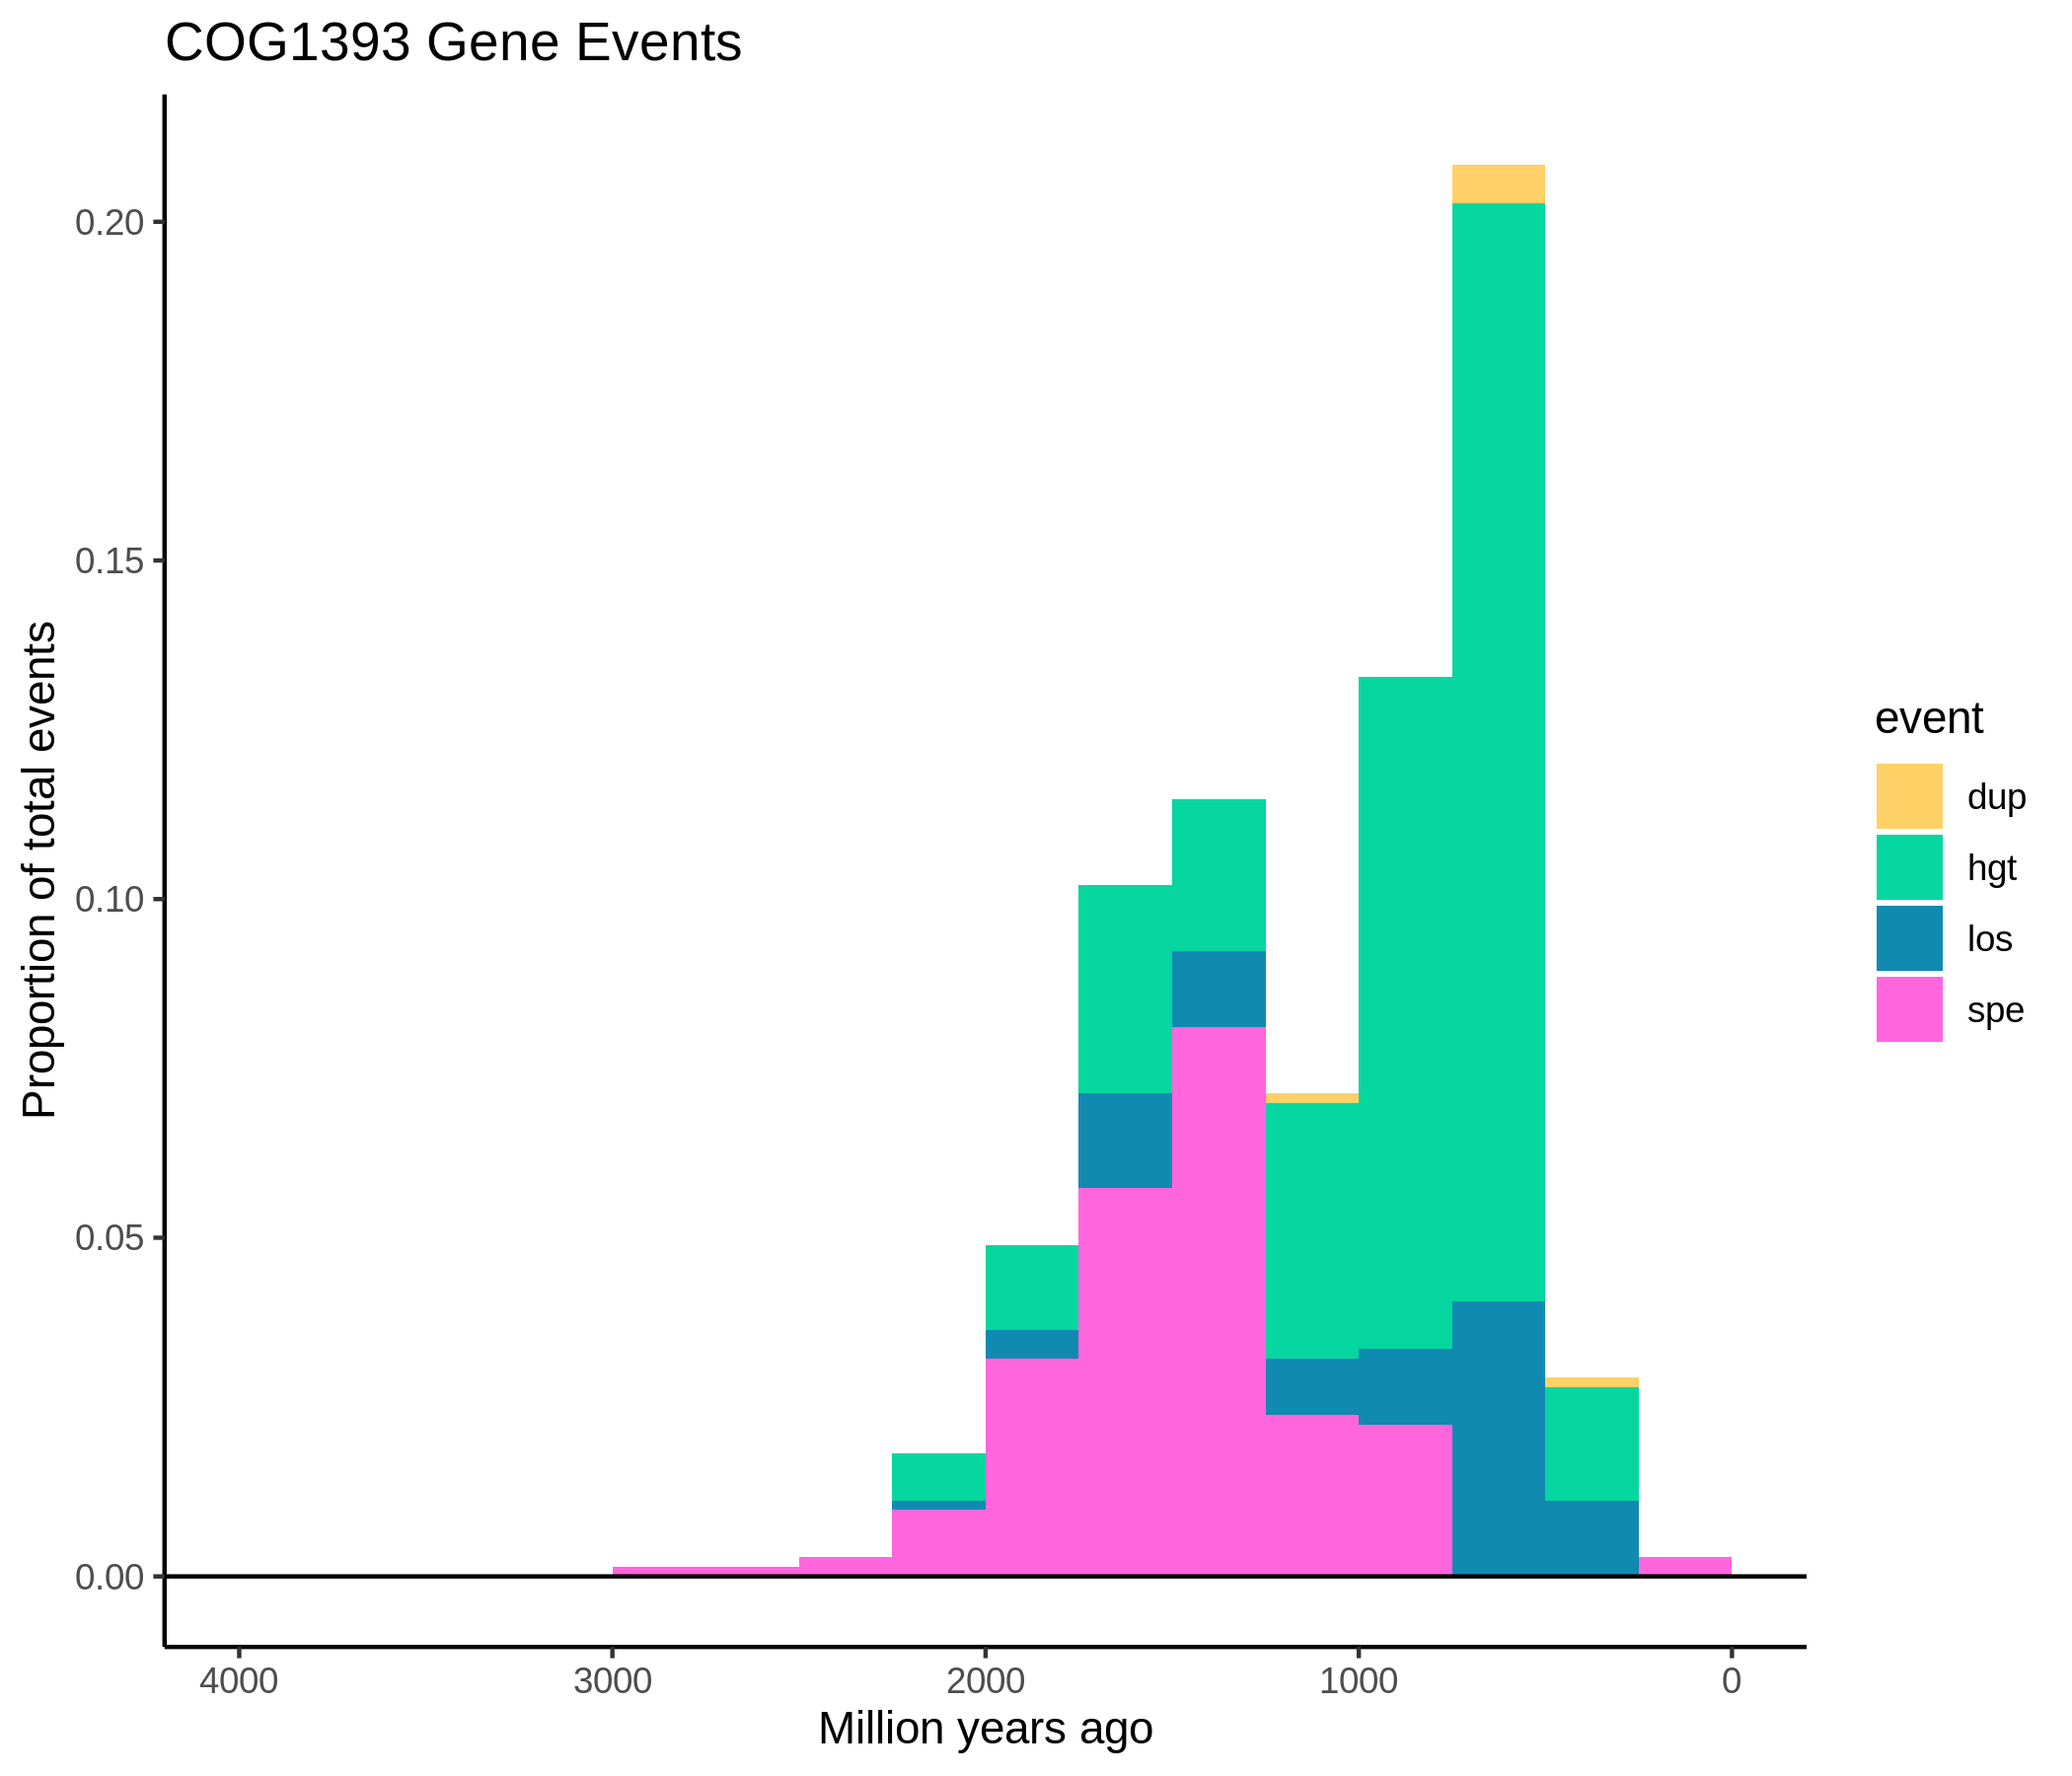 COG1393 Gene Events
Proportion of total events
0.20
0.15
0.10
0.05
0.00
4000 3000 2000 1000 0
Million years ago
event
dup
hgt
los
spe